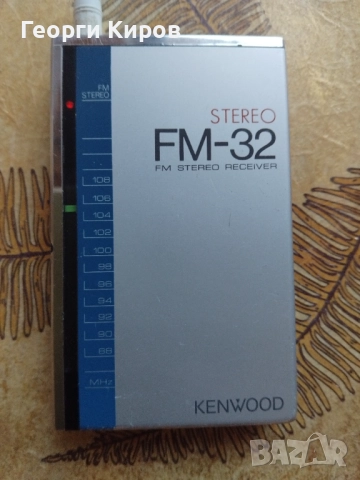 Георги Киров
FM
STEREO
STEREO
FM-32
FM STEREO RECEIVER
108
106
104
102
100
98
96
94
92
90
88
MHz
KENWOOD
BAZAR